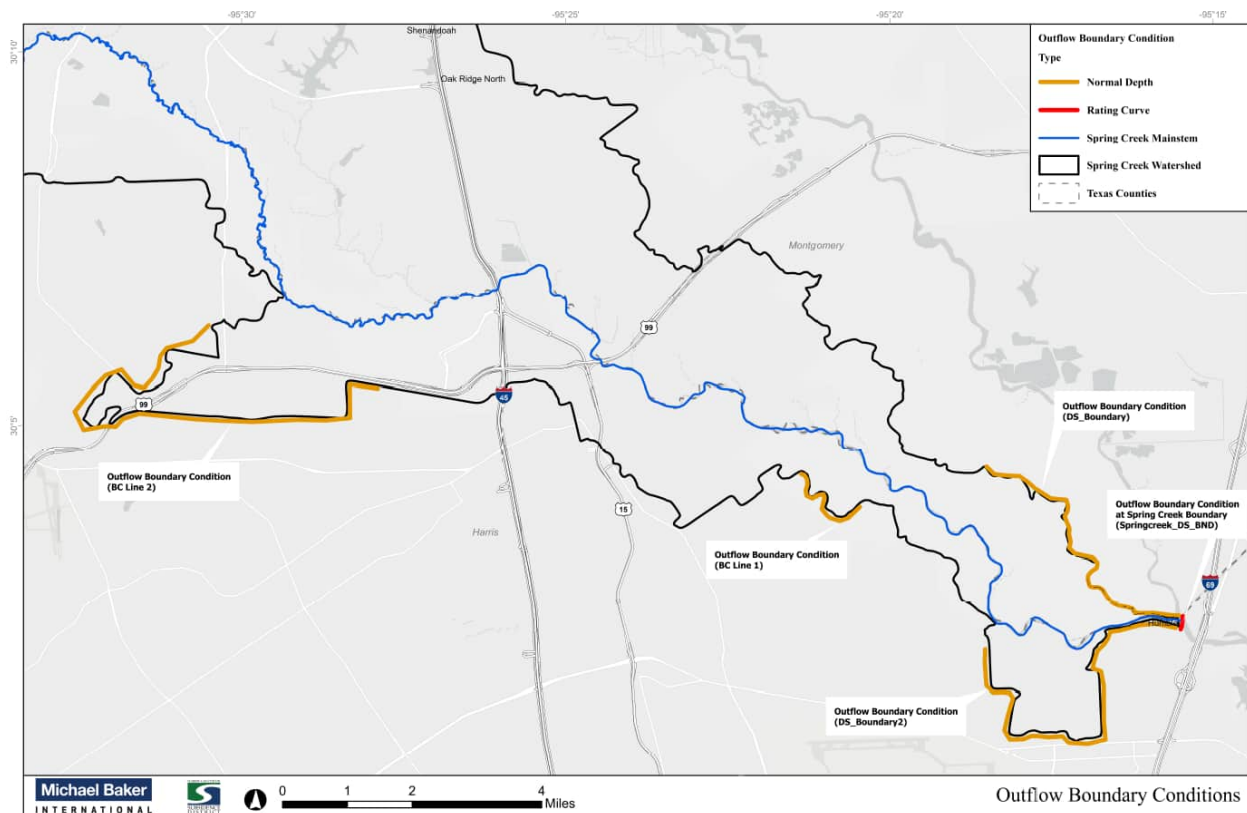 -95°30'
-95°25'
-95°20'
-95°15'
30°10'
30°5'
Shenandoah
Oak Ridge North
Montgomery
Harris
99
99
45
15
69
Outflow Boundary Condition
Type
Normal Depth
Rating Curve
Spring Creek Mainstem
Spring Creek Watershed
Texas Counties
Outflow Boundary Condition
(DS_Boundary)
Outflow Boundary Condition
at Spring Creek Boundary
(Springcreek_DS_BND)
Outflow Boundary Condition
(BC Line 2)
Outflow Boundary Condition
(BC Line 1)
Outflow Boundary Condition
(DS_Boundary2)
Michael Baker
INTERNATIONAL
0 1 2 4
Miles
Outflow Boundary Conditions